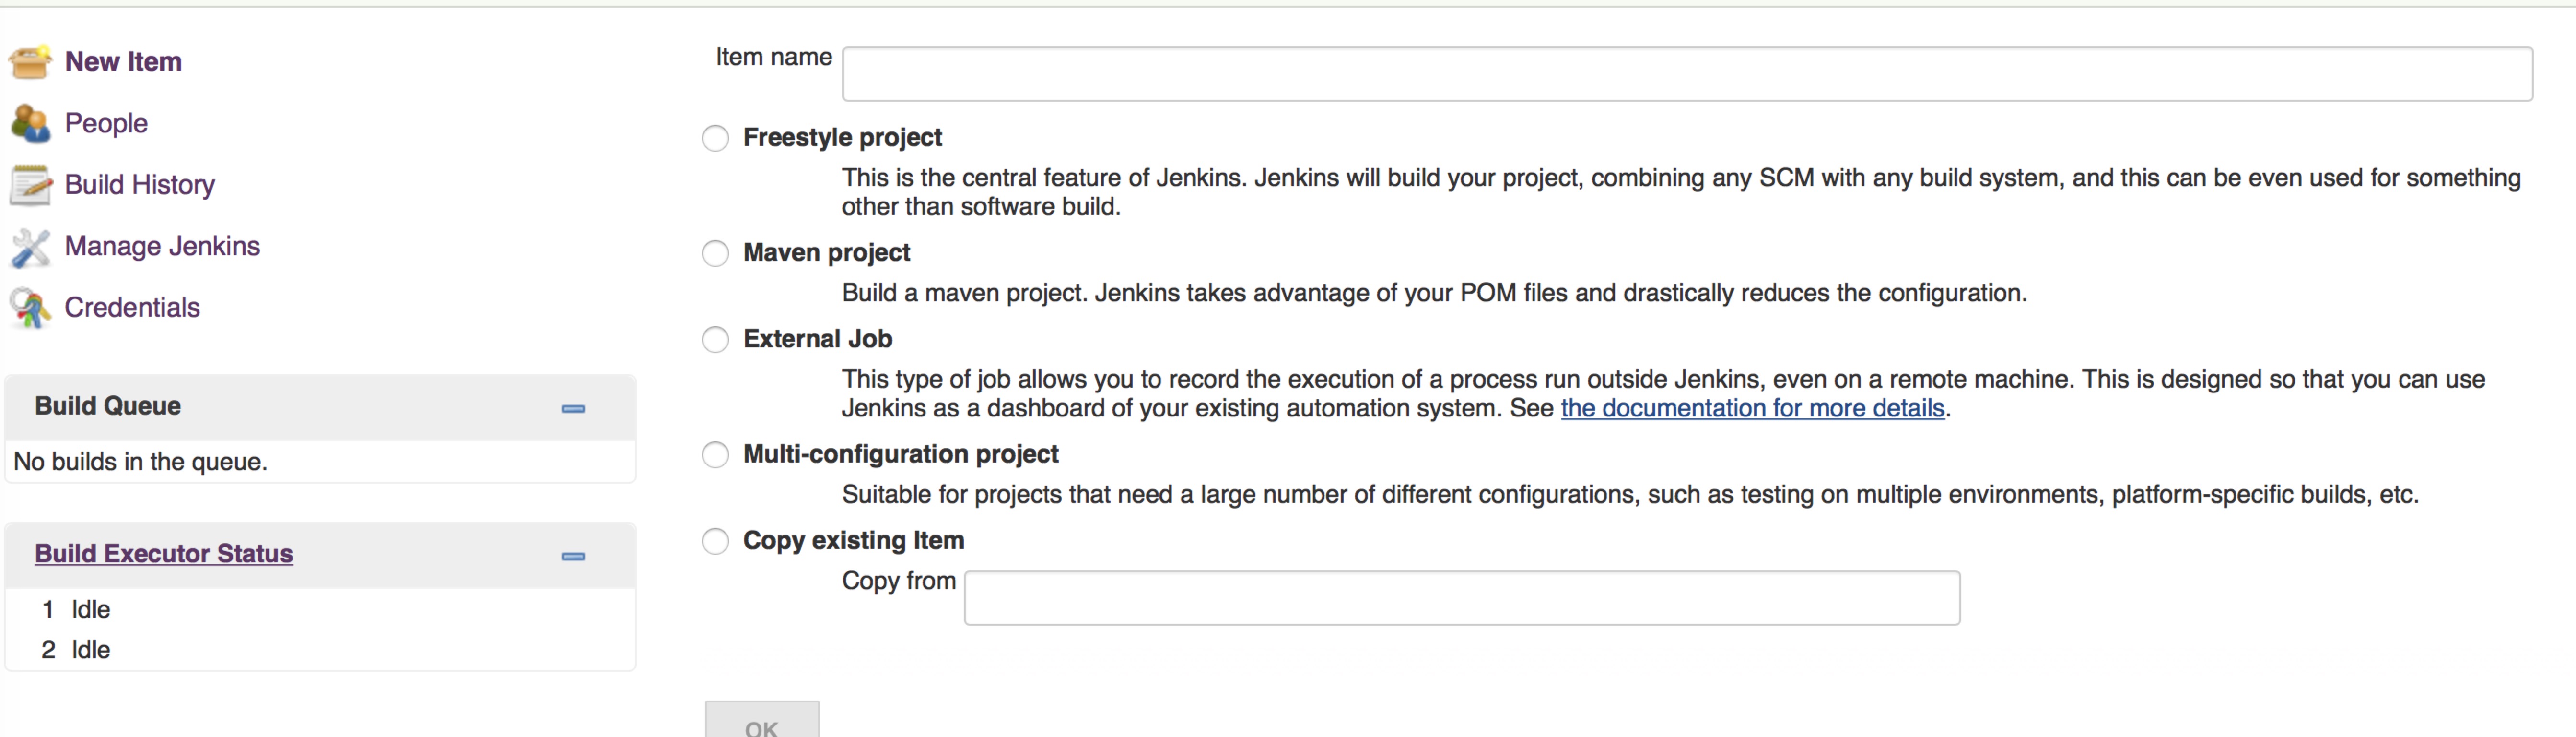 New Item
People
Build History
Manage Jenkins
Credentials
Build Queue
No builds in the queue.
Build Executor Status
1 Idle
2 Idle
Item name
Freestyle project
This is the central feature of Jenkins. Jenkins will build your project, combining any SCM with any build system, and this can be even used for something
other than software build.
Maven project
Build a maven project. Jenkins takes advantage of your POM files and drastically reduces the configuration.
External Job
This type of job allows you to record the execution of a process run outside Jenkins, even on a remote machine. This is designed so that you can use
Jenkins as a dashboard of your existing automation system. See the documentation for more details.
Multi-configuration project
Suitable for projects that need a large number of different configurations, such as testing on multiple environments, platform-specific builds, etc.
Copy existing Item
Copy from
OK